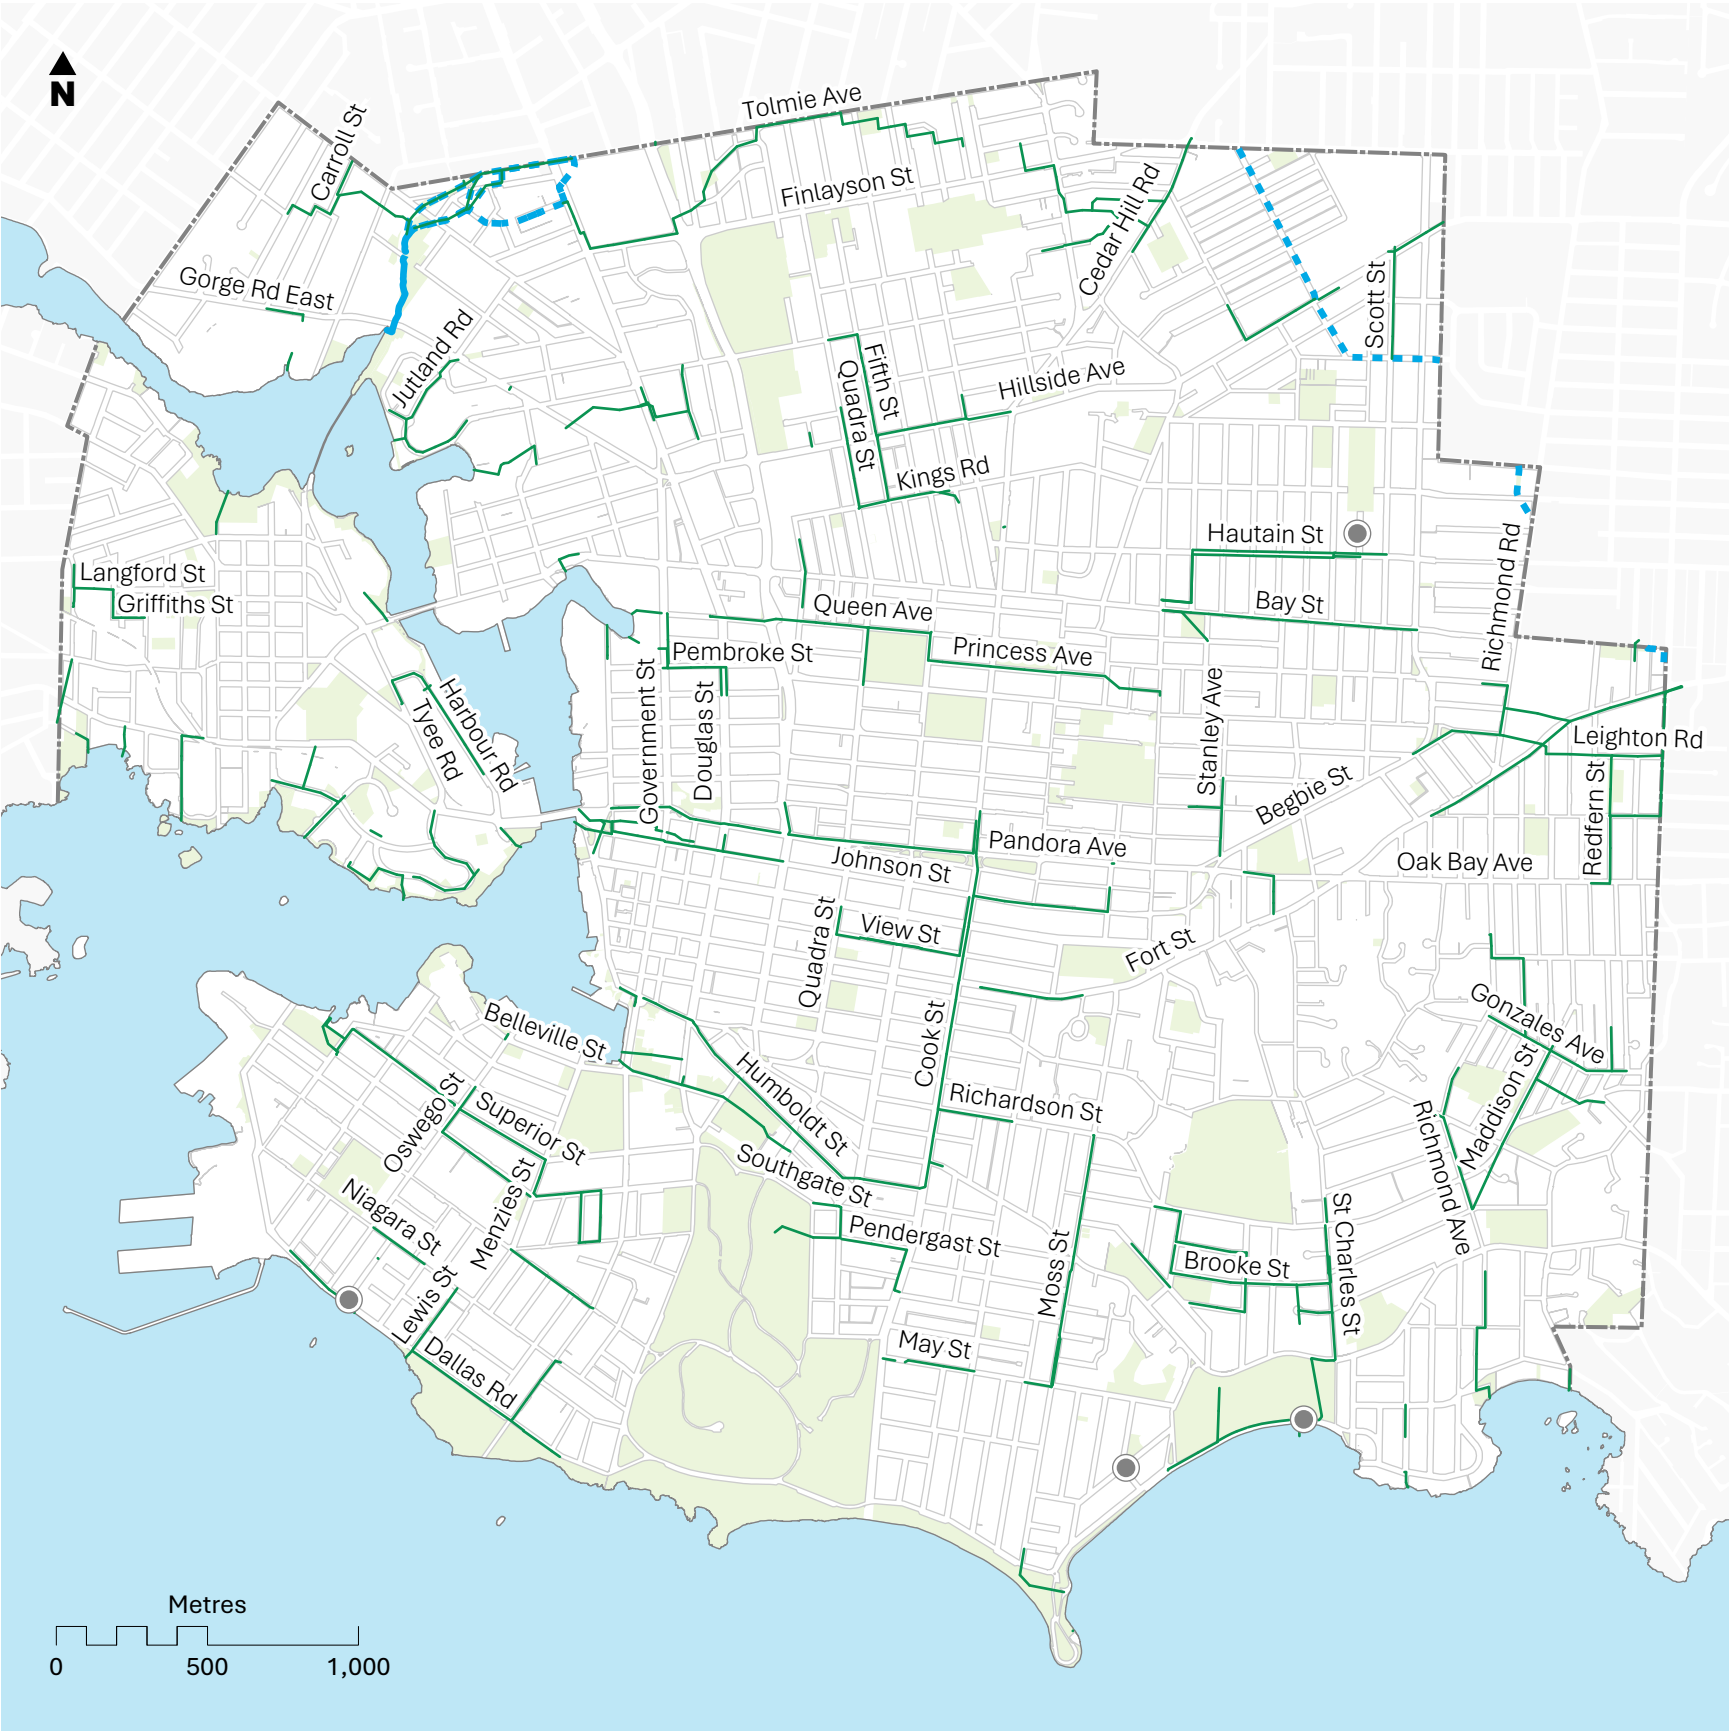 N
Tolmie Ave
Carroll St
Finlayson St
Cedar Hill Rd
Gorge Rd East
Scott St
Jutland Rd
Fifth St
Quadra St
Hillside Ave
Kings Rd
Hautain St
Richmond Rd
Langford St
Griffiths St
Queen Ave
Bay St
Pembroke St
Princess Ave
Government St
Douglas St
Stanley Ave
Harbour Rd
Tyee Rd
Leighton Rd
Redfern St
Begbie St
Pandora Ave
Johnson St
Oak Bay Ave
Quadra St
View St
Fort St
Gonzales Ave
Belleville St
Cook St
Humboldt St
Maddison St
Richardson St
Oswego St
Superior St
Richmond Ave
Southgate St
Niagara St
Menzies St
Pendergast St
Moss St
St Charles St
Brooke St
Lewis St
Dallas Rd
May St
Metres
0 500 1,000